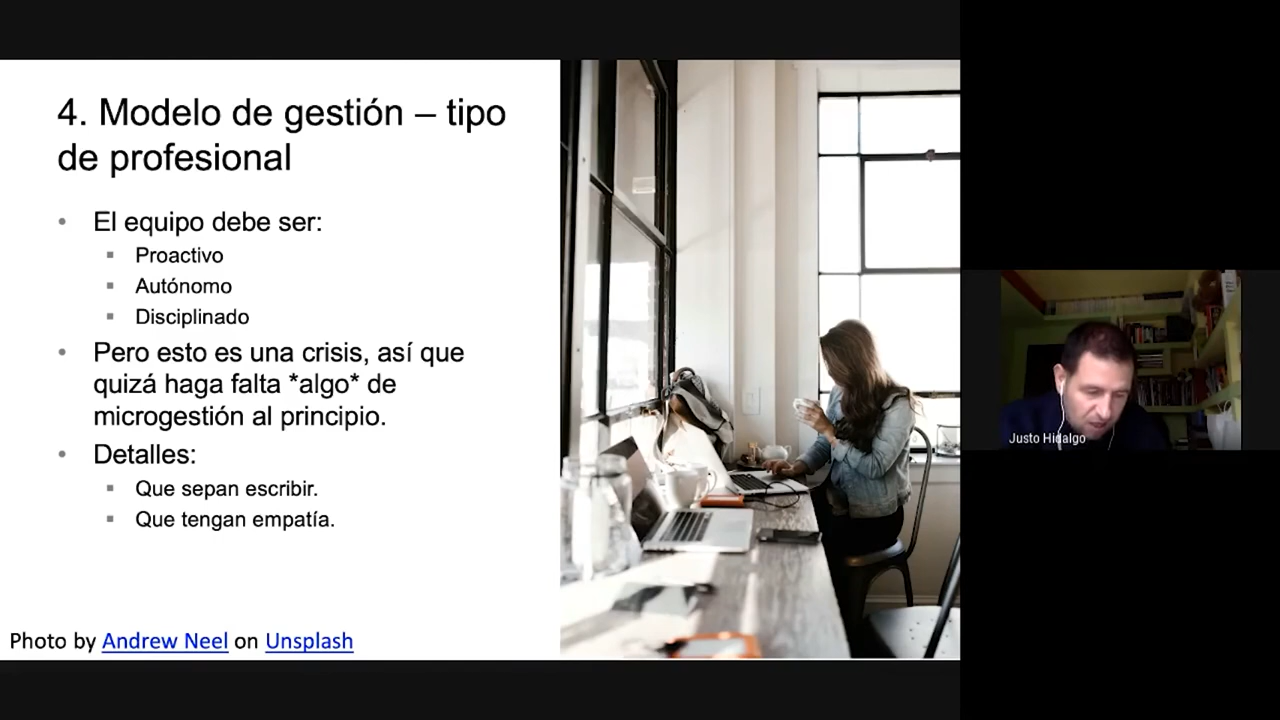 4. Modelo de gestión – tipo
de profesional
• El equipo debe ser:
▪ Proactivo
▪ Autónomo
▪ Disciplinado
• Pero esto es una crisis, así que
quizá haga falta *algo* de
microgestión al principio.
• Detalles:
▪ Que sepan escribir.
▪ Que tengan empatía.
Photo by Andrew Neel on Unsplash
Justo Hidalgo